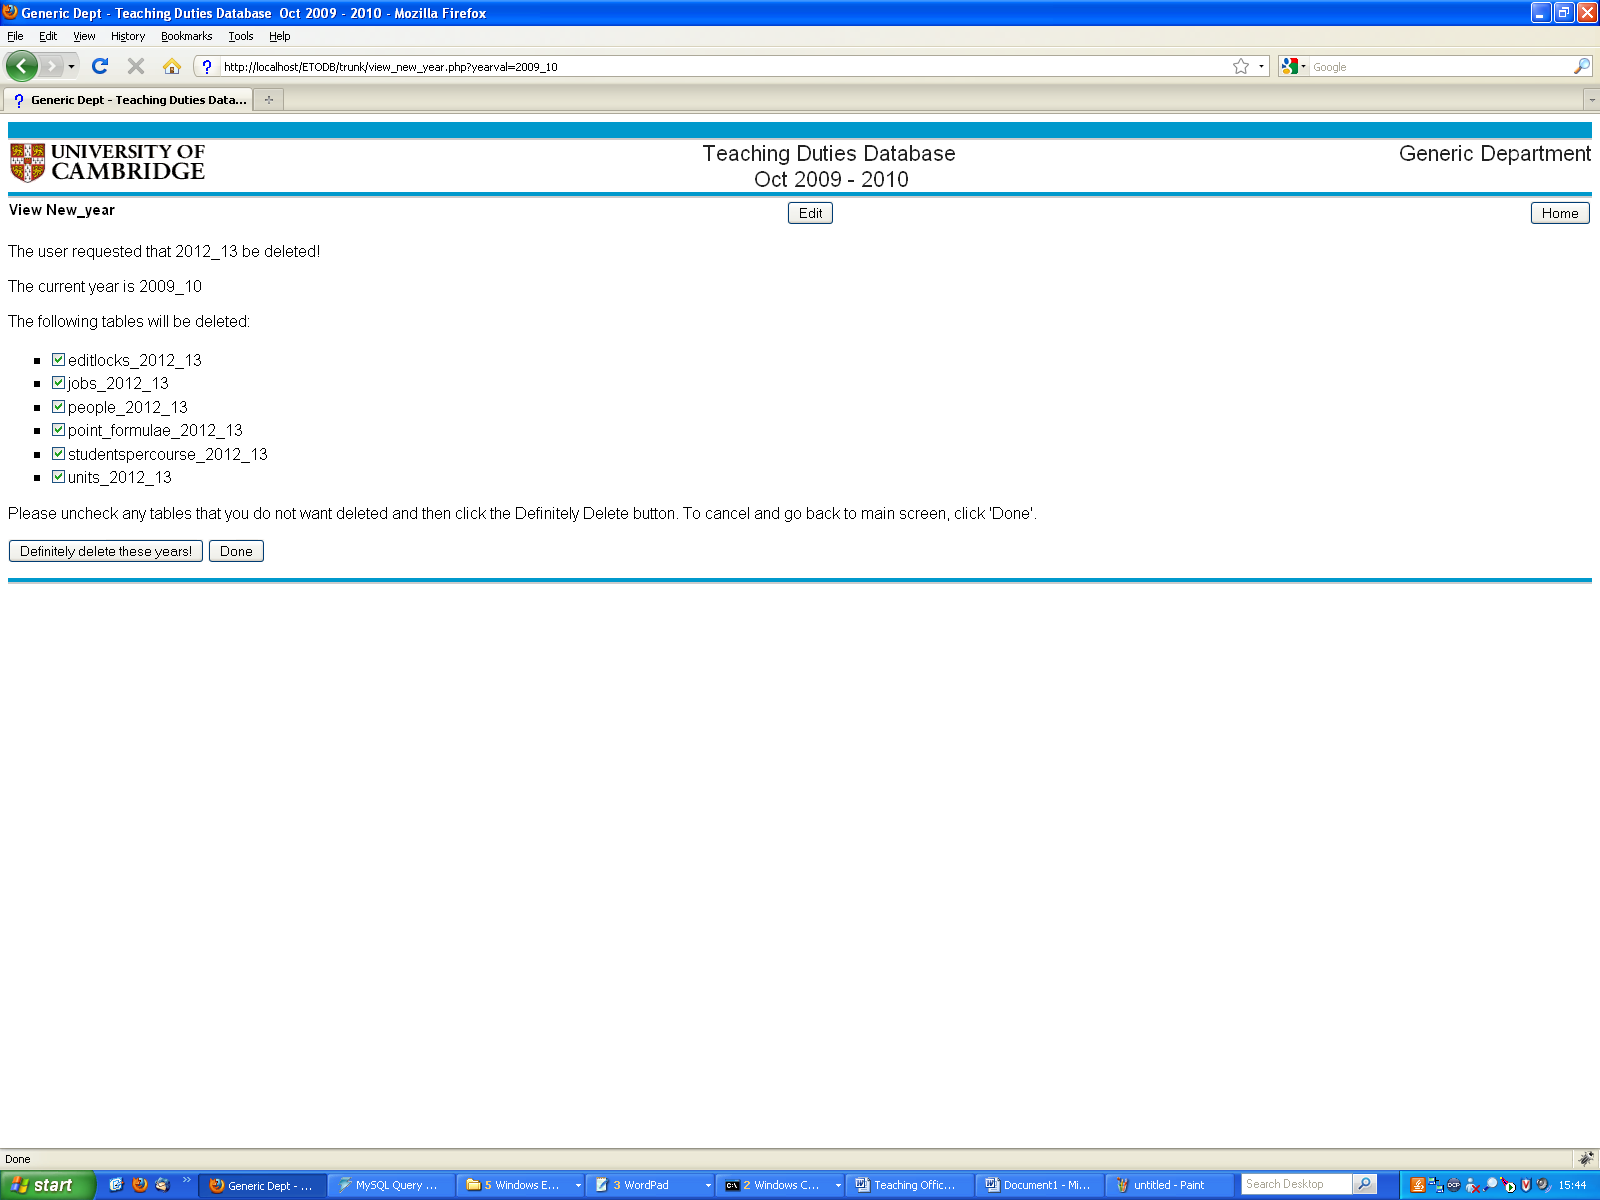 Generic Dept - Teaching Duties Database  Oct 2009 - 2010 - Mozilla Firefox
File Edit View History Bookmarks Tools Help
http://localhost/ETODB/trunk/view_new_year.php?yearval=2009_10
Google
Generic Dept - Teaching Duties Data...
UNIVERSITY OF
CAMBRIDGE
Teaching Duties Database
Oct 2009 - 2010
Generic Department
View New_year
Edit
Home
The user requested that 2012_13 be deleted!
The current year is 2009_10
The following tables will be deleted:
editlocks_2012_13
jobs_2012_13
people_2012_13
point_formulae_2012_13
studentspercourse_2012_13
units_2012_13
Please uncheck any tables that you do not want deleted and then click the Definitely Delete button. To cancel and go back to main screen, click 'Done'.
Definitely delete these years! Done
Done
start
Generic Dept - ...
MySQL Query ...
5 Windows E...
3 WordPad
2 Windows C...
Teaching Offic...
Document1 - Mi...
untitled - Paint
Search Desktop
15:44